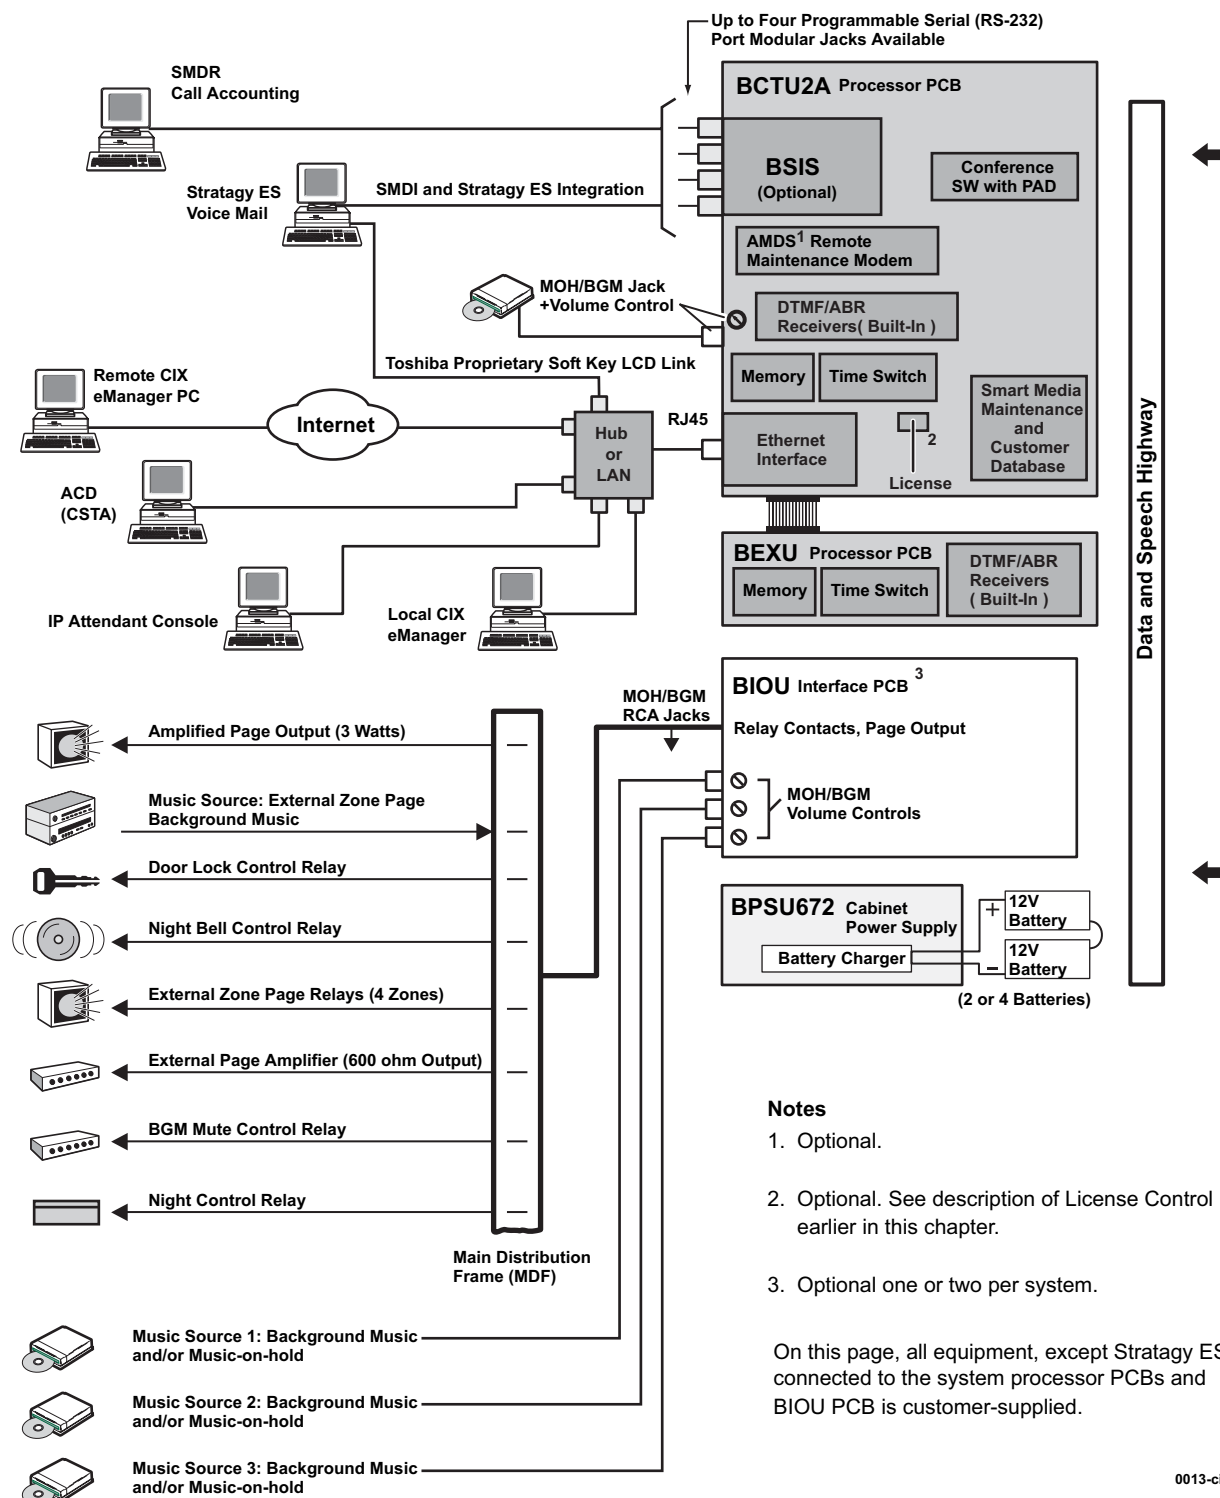 Up to Four Programmable Serial (RS-232)
Port Modular Jacks Available
SMDR
Call Accounting
BCTU2A Processor PCB
BSIS
(Optional)
Conference
SW with PAD
Stratagy ES
Voice Mail
SMDI and Stratagy ES Integration
AMDS1 Remote
Maintenance Modem
MOH/BGM Jack
+Volume Control
DTMF/ABR
Receivers( Built-In )
Toshiba Proprietary Soft Key LCD Link
Memory
Time Switch
Smart Media
Maintenance
and
Customer
Database
Remote CIX
eManager PC
Internet
Hub
or
LAN
RJ45
Ethernet
Interface
2
License
ACD
(CSTA)
Data and Speech Highway
BEXU Processor PCB
Memory
Time Switch
DTMF/ABR
Receivers
( Built-In )
IP Attendant Console
Local CIX
eManager
BIOU Interface PCB 3
MOH/BGM
RCA Jacks
Relay Contacts, Page Output
MOH/BGM
Volume Controls
Amplified Page Output (3 Watts)
Music Source: External Zone Page
Background Music
Door Lock Control Relay
Night Bell Control Relay
External Zone Page Relays (4 Zones)
External Page Amplifier (600 ohm Output)
BGM Mute Control Relay
Night Control Relay
Main Distribution
Frame (MDF)
BPSU672 Cabinet
Power Supply
Battery Charger
+
12V
Battery
–
12V
Battery
(2 or 4 Batteries)
Notes
1. Optional.
2. Optional. See description of License Control
earlier in this chapter.
3. Optional one or two per system.
On this page, all equipment, except Stratagy ES
connected to the system processor PCBs and
BIOU PCB is customer-supplied.
Music Source 1: Background Music
and/or Music-on-hold
Music Source 2: Background Music
and/or Music-on-hold
Music Source 3: Background Music
and/or Music-on-hold
0013-ci